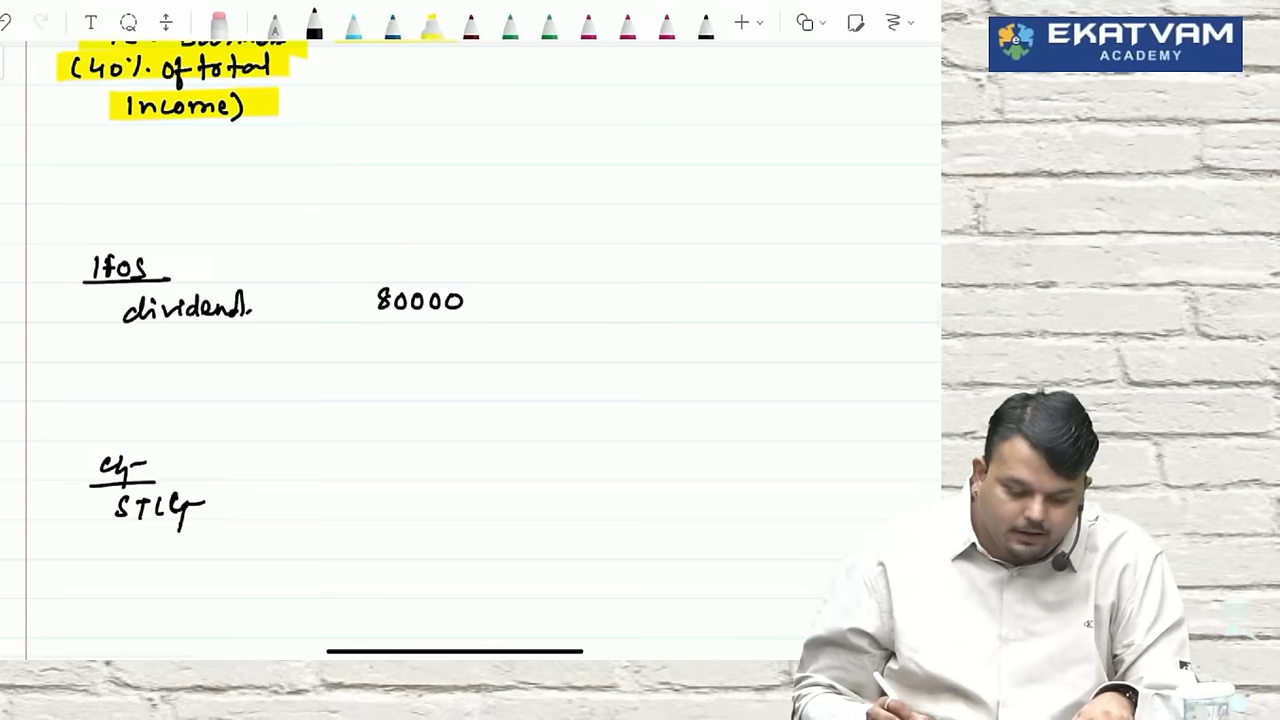 EKATVAM
ACADEMY
(40% of total
Income)
IFOS
dividend.
80000
CG
STCG